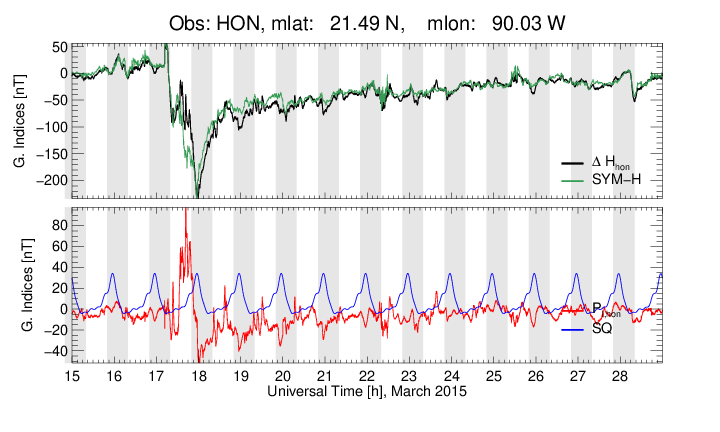 Obs: HON, mlat: 21.49 N, mlon: 90.03 W
G. Indices [nT]
50
0
−50
−100
−150
−200
Δ Hhon
SYM−H
G. Indices [nT]
80
60
40
20
0
−20
−40
hon
SQ
15 16 17 18 19 20 21 22 23 24 25 26 27 28
Universal Time [h], March 2015